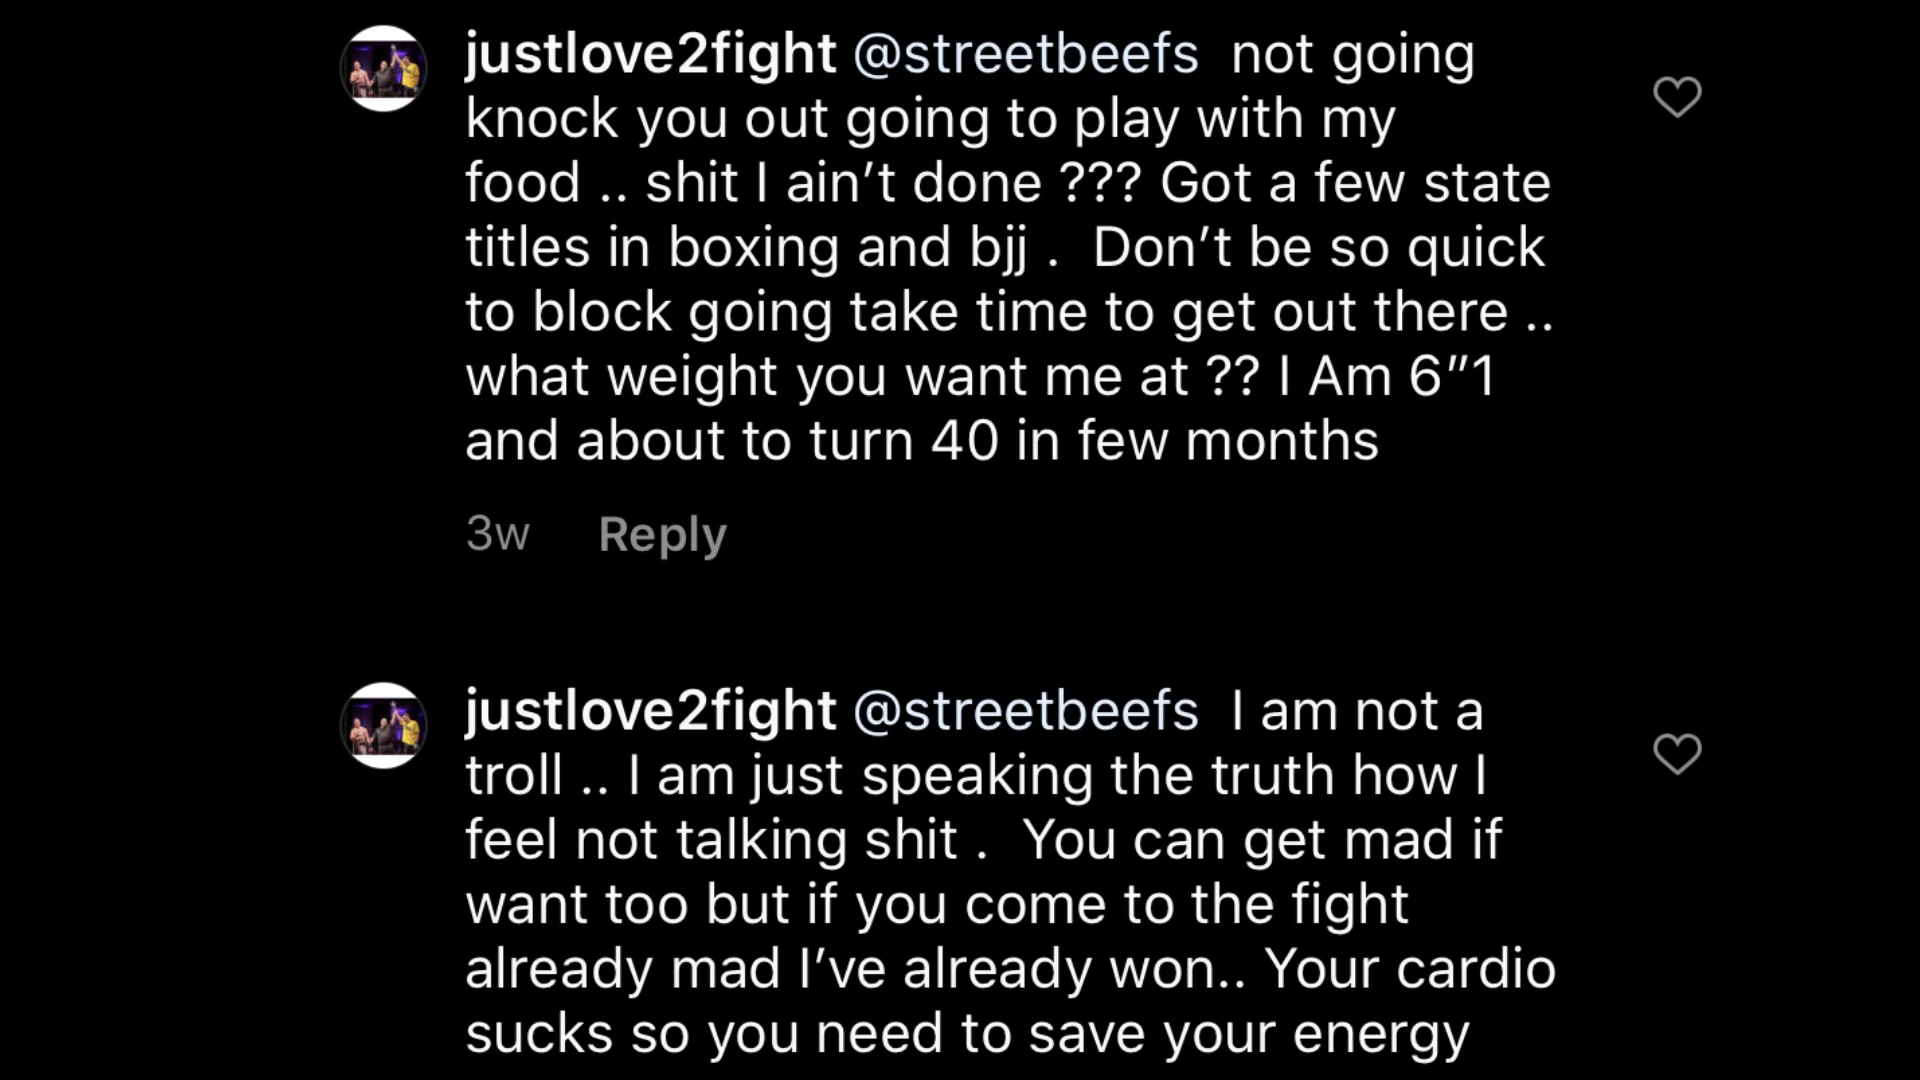 justlove2fight @streetbeefs not going
knock you out going to play with my
food .. shit I ain’t done ??? Got a few state
titles in boxing and bjj . Don’t be so quick
to block going take time to get out there ..
what weight you want me at ?? I Am 6”1
and about to turn 40 in few months
3w Reply
justlove2fight @streetbeefs I am not a
troll .. I am just speaking the truth how I
feel not talking shit . You can get mad if
want too but if you come to the fight
already mad I’ve already won.. Your cardio
sucks so you need to save your energy